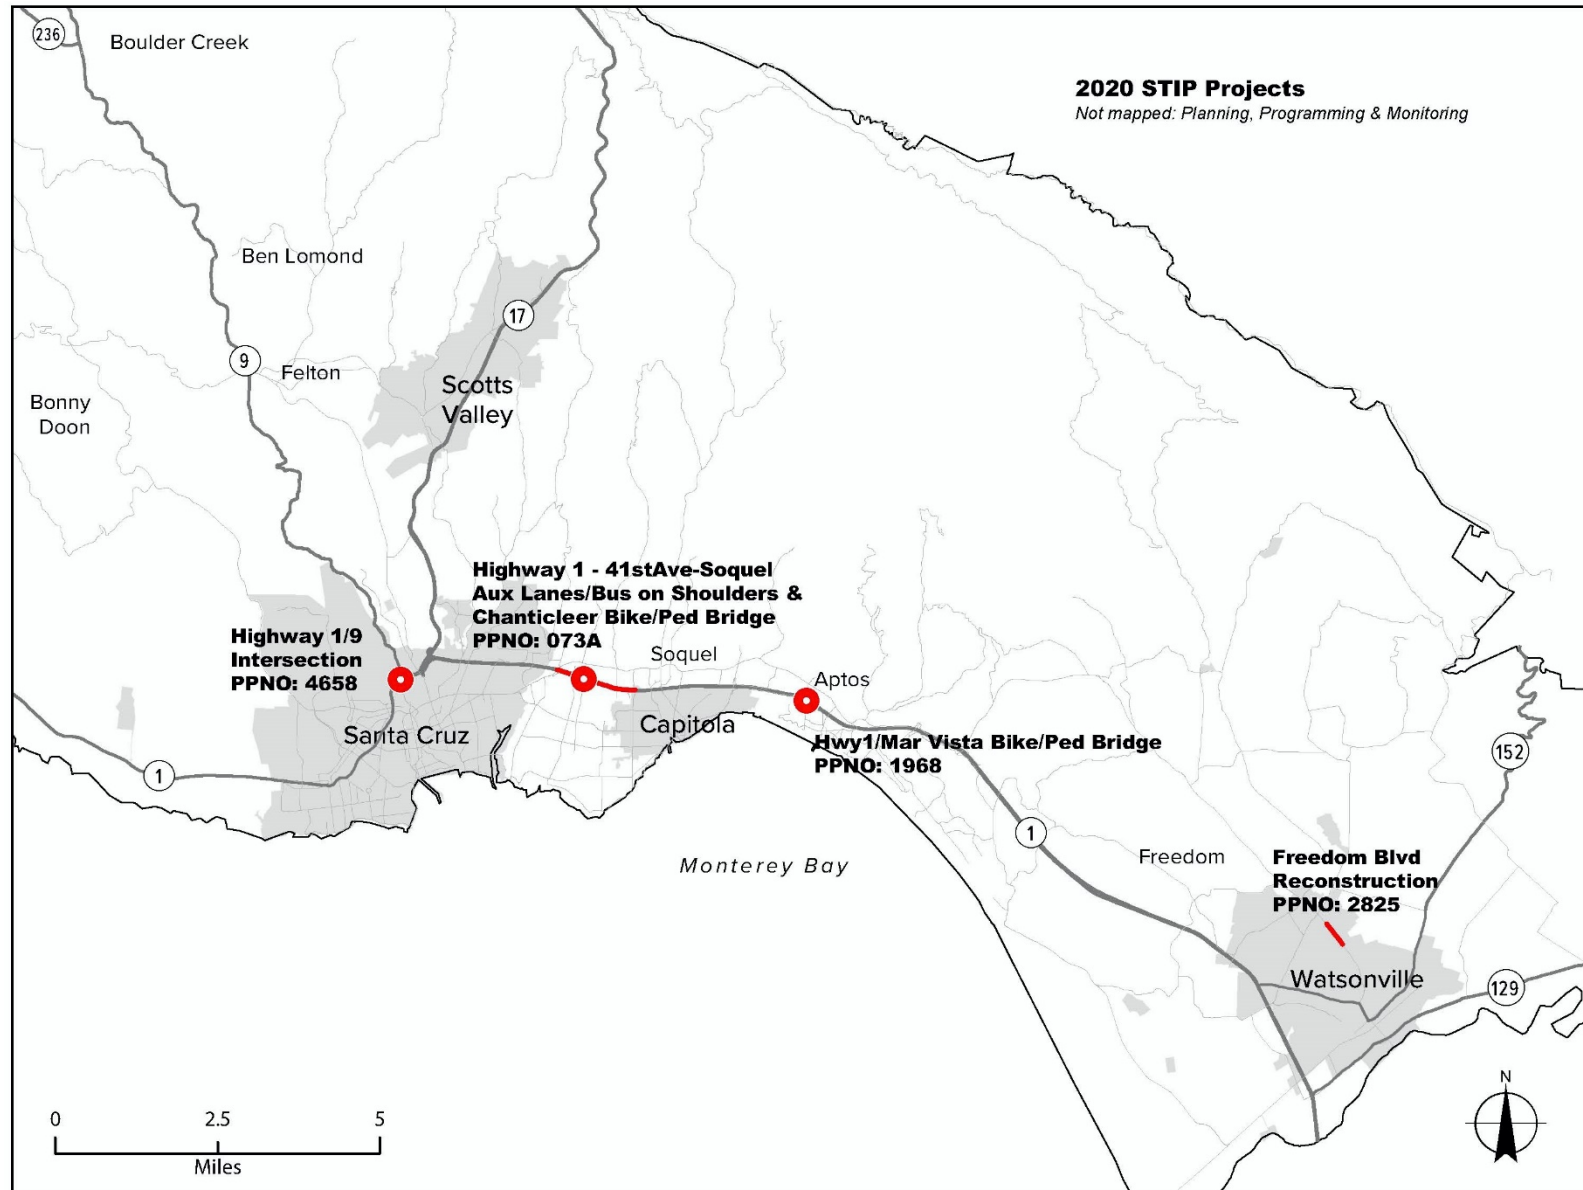 236
Boulder Creek
2020 STIP Projects
Not mapped: Planning, Programming & Monitoring
Ben Lomond
17
9
Felton
Scotts
Valley
Bonny
Doon
Highway 1 - 41stAve-Soquel
Aux Lanes/Bus on Shoulders &
Chanticleer Bike/Ped Bridge
PPNO: 073A
Highway 1/9
Intersection
PPNO: 4658
Soquel
Aptos
Santa Cruz
Capitola
Hwy1/Mar Vista Bike/Ped Bridge
PPNO: 1968
152
1
1
Monterey Bay
Freedom
Freedom Blvd
Reconstruction
PPNO: 2825
Watsonville
129
N
0 2.5 5
Miles